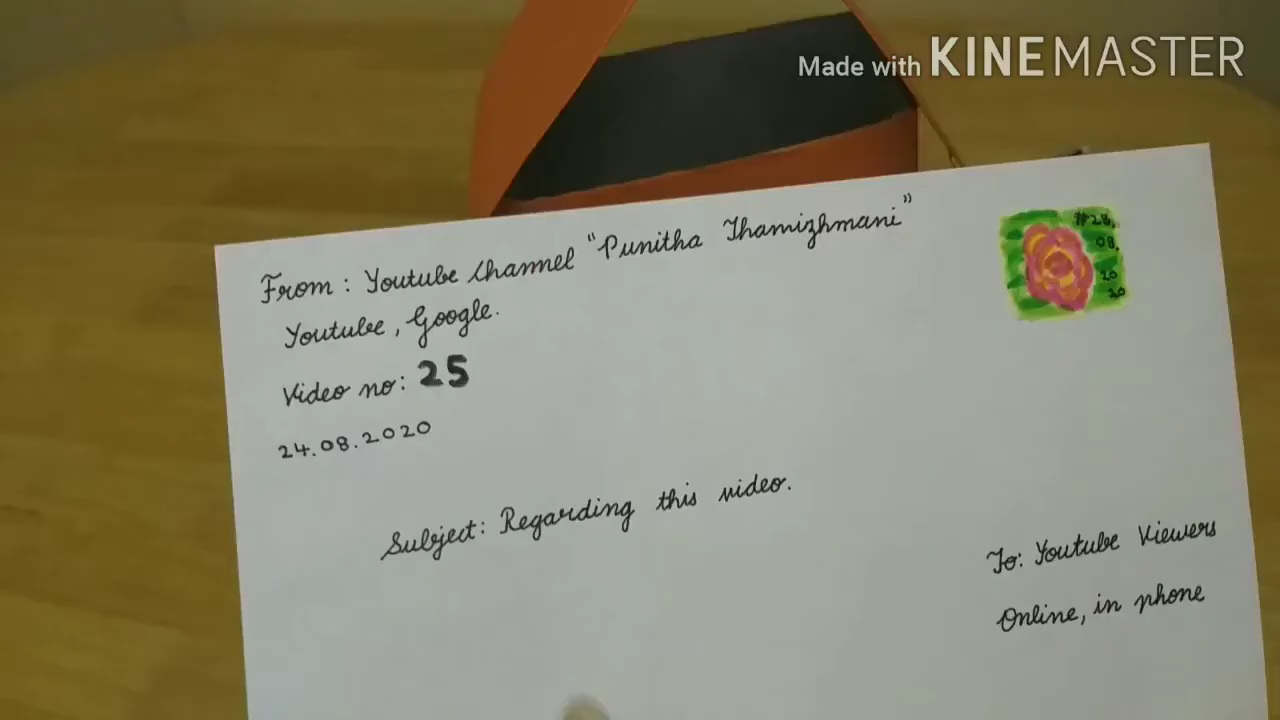 Made with KINEMASTER
From: Youtube Channel "Punitha Thamizhmani"
Youtube, Google.
Video no: 25
24.08.2020
Subject: Regarding this video.
To: Youtube Viewers
Online, in phone
08.
20
20